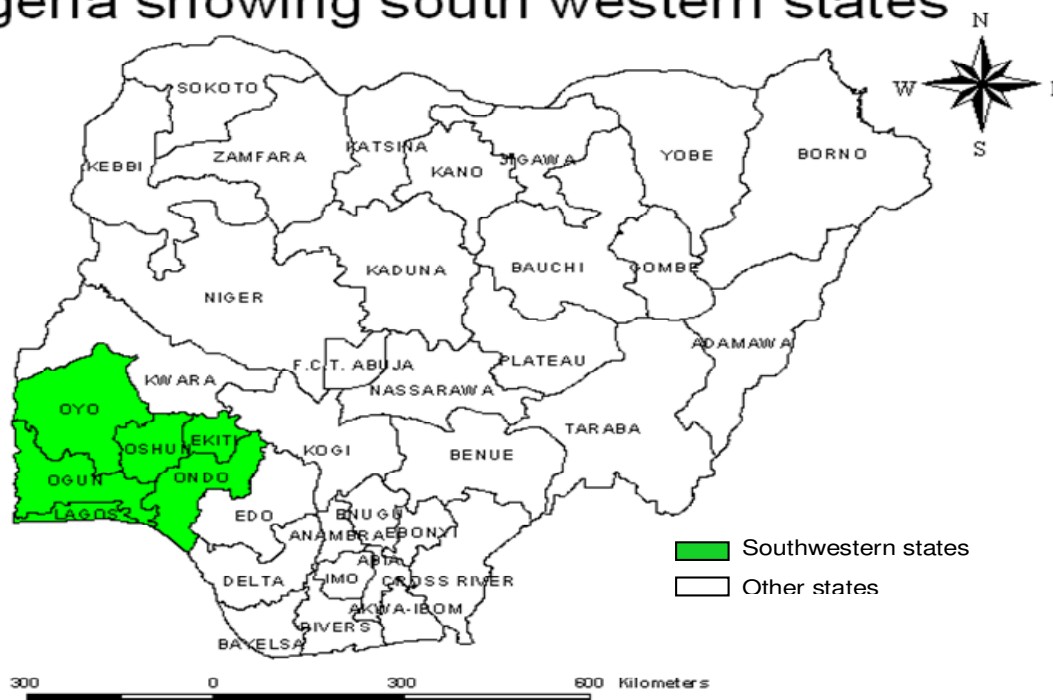 geria showing south western states
N
W
S
SOKOTO
KEBBI
ZAMFARA
KATSINA
KANO
JIGAWA
YOBE
BORNO
NIGER
KADUNA
BAUCHI
GOMBE
ADAMAWA
KWARA
F.C.T. ABUJA
PLATEAU
NASSARAWA
OYO
OSHUN
EKITI
KOGI
BENUE
TARABA
OGUN
ONDO
LAGOS
EDO
ENUGU
ANAMBRA
EBONYI
ABIA
DELTA
IMO
CROSS RIVER
AKWA-IBOM
RIVERS
BAYELSA
Southwestern states
Other states
300 0 300 600 Kilometers